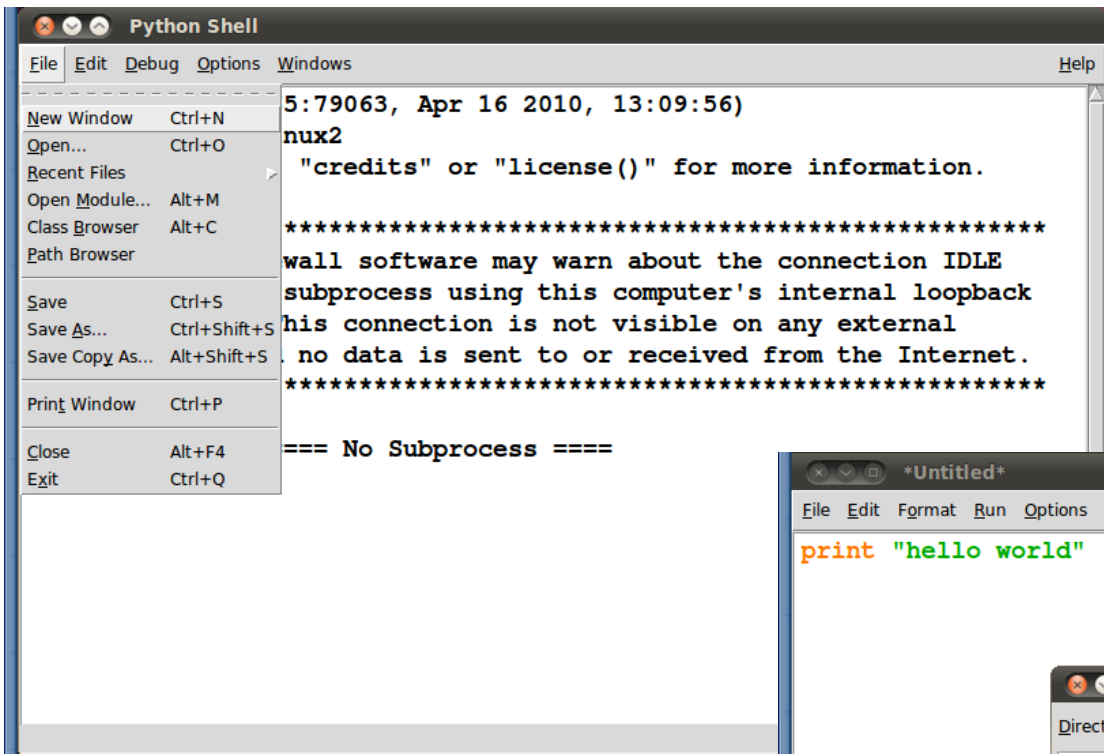 Python Shell
File Edit Debug Options Windows Help
New Window Ctrl+N
Open... Ctrl+O
Recent Files
Open Module... Alt+M
Class Browser Alt+C
Path Browser
Save Ctrl+S
Save As... Ctrl+Shift+S
Save Copy As... Alt+Shift+S
Print Window Ctrl+P
Close Alt+F4
Exit Ctrl+Q
5:79063, Apr 16 2010, 13:09:56)
nux2
"credits" or "license()" for more information.
***************************************************
wall software may warn about the connection IDLE
subprocess using this computer's internal loopback
his connection is not visible on any external
no data is sent to or received from the Internet.
***************************************************
=== No Subprocess ====
*Untitled*
File Edit Format Run Options
print "hello world"
Direct